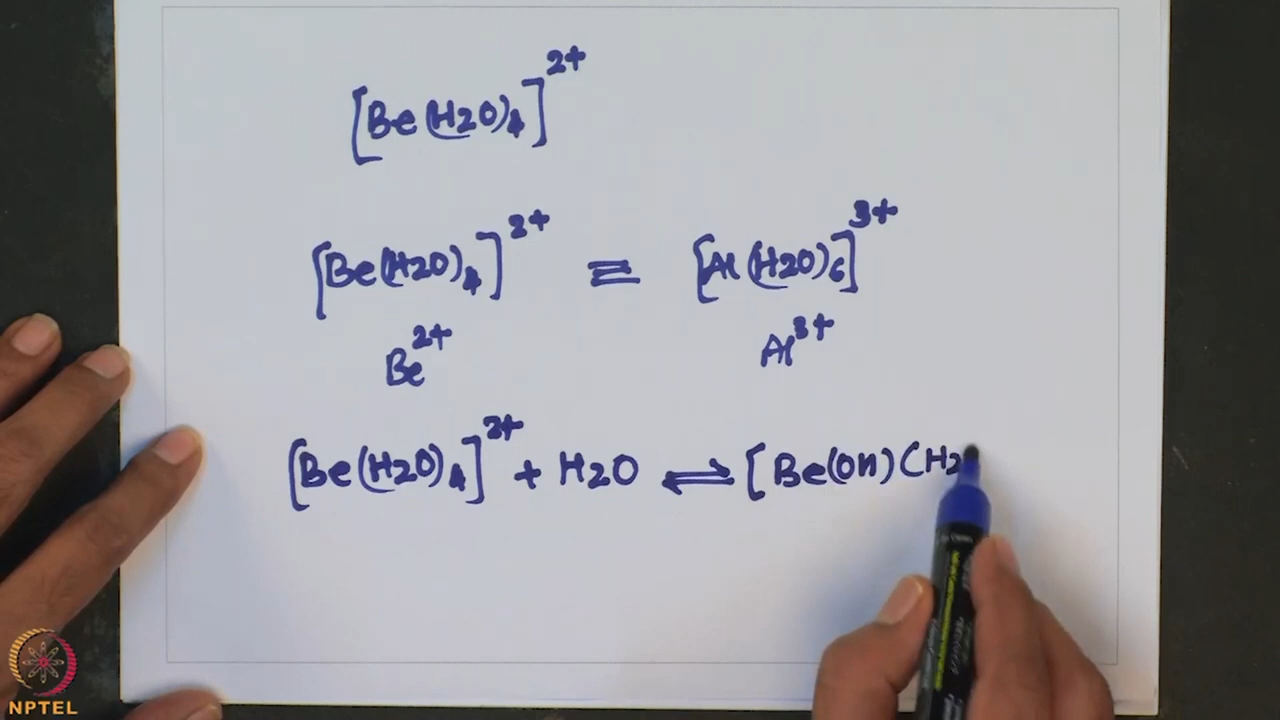 [Be(H2O)4]2+
[Be(H2O)4]2+ ≡ [Al(H2O)6]3+
Be2+ Al3+
[Be(H2O)4]2+ + H2O ⇌ [Be(OH)(H2
NPTEL